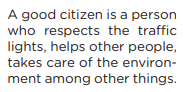 A good citizen is a person
who respects the traffic
lights, helps other people,
takes care of the environ-
ment among other things.